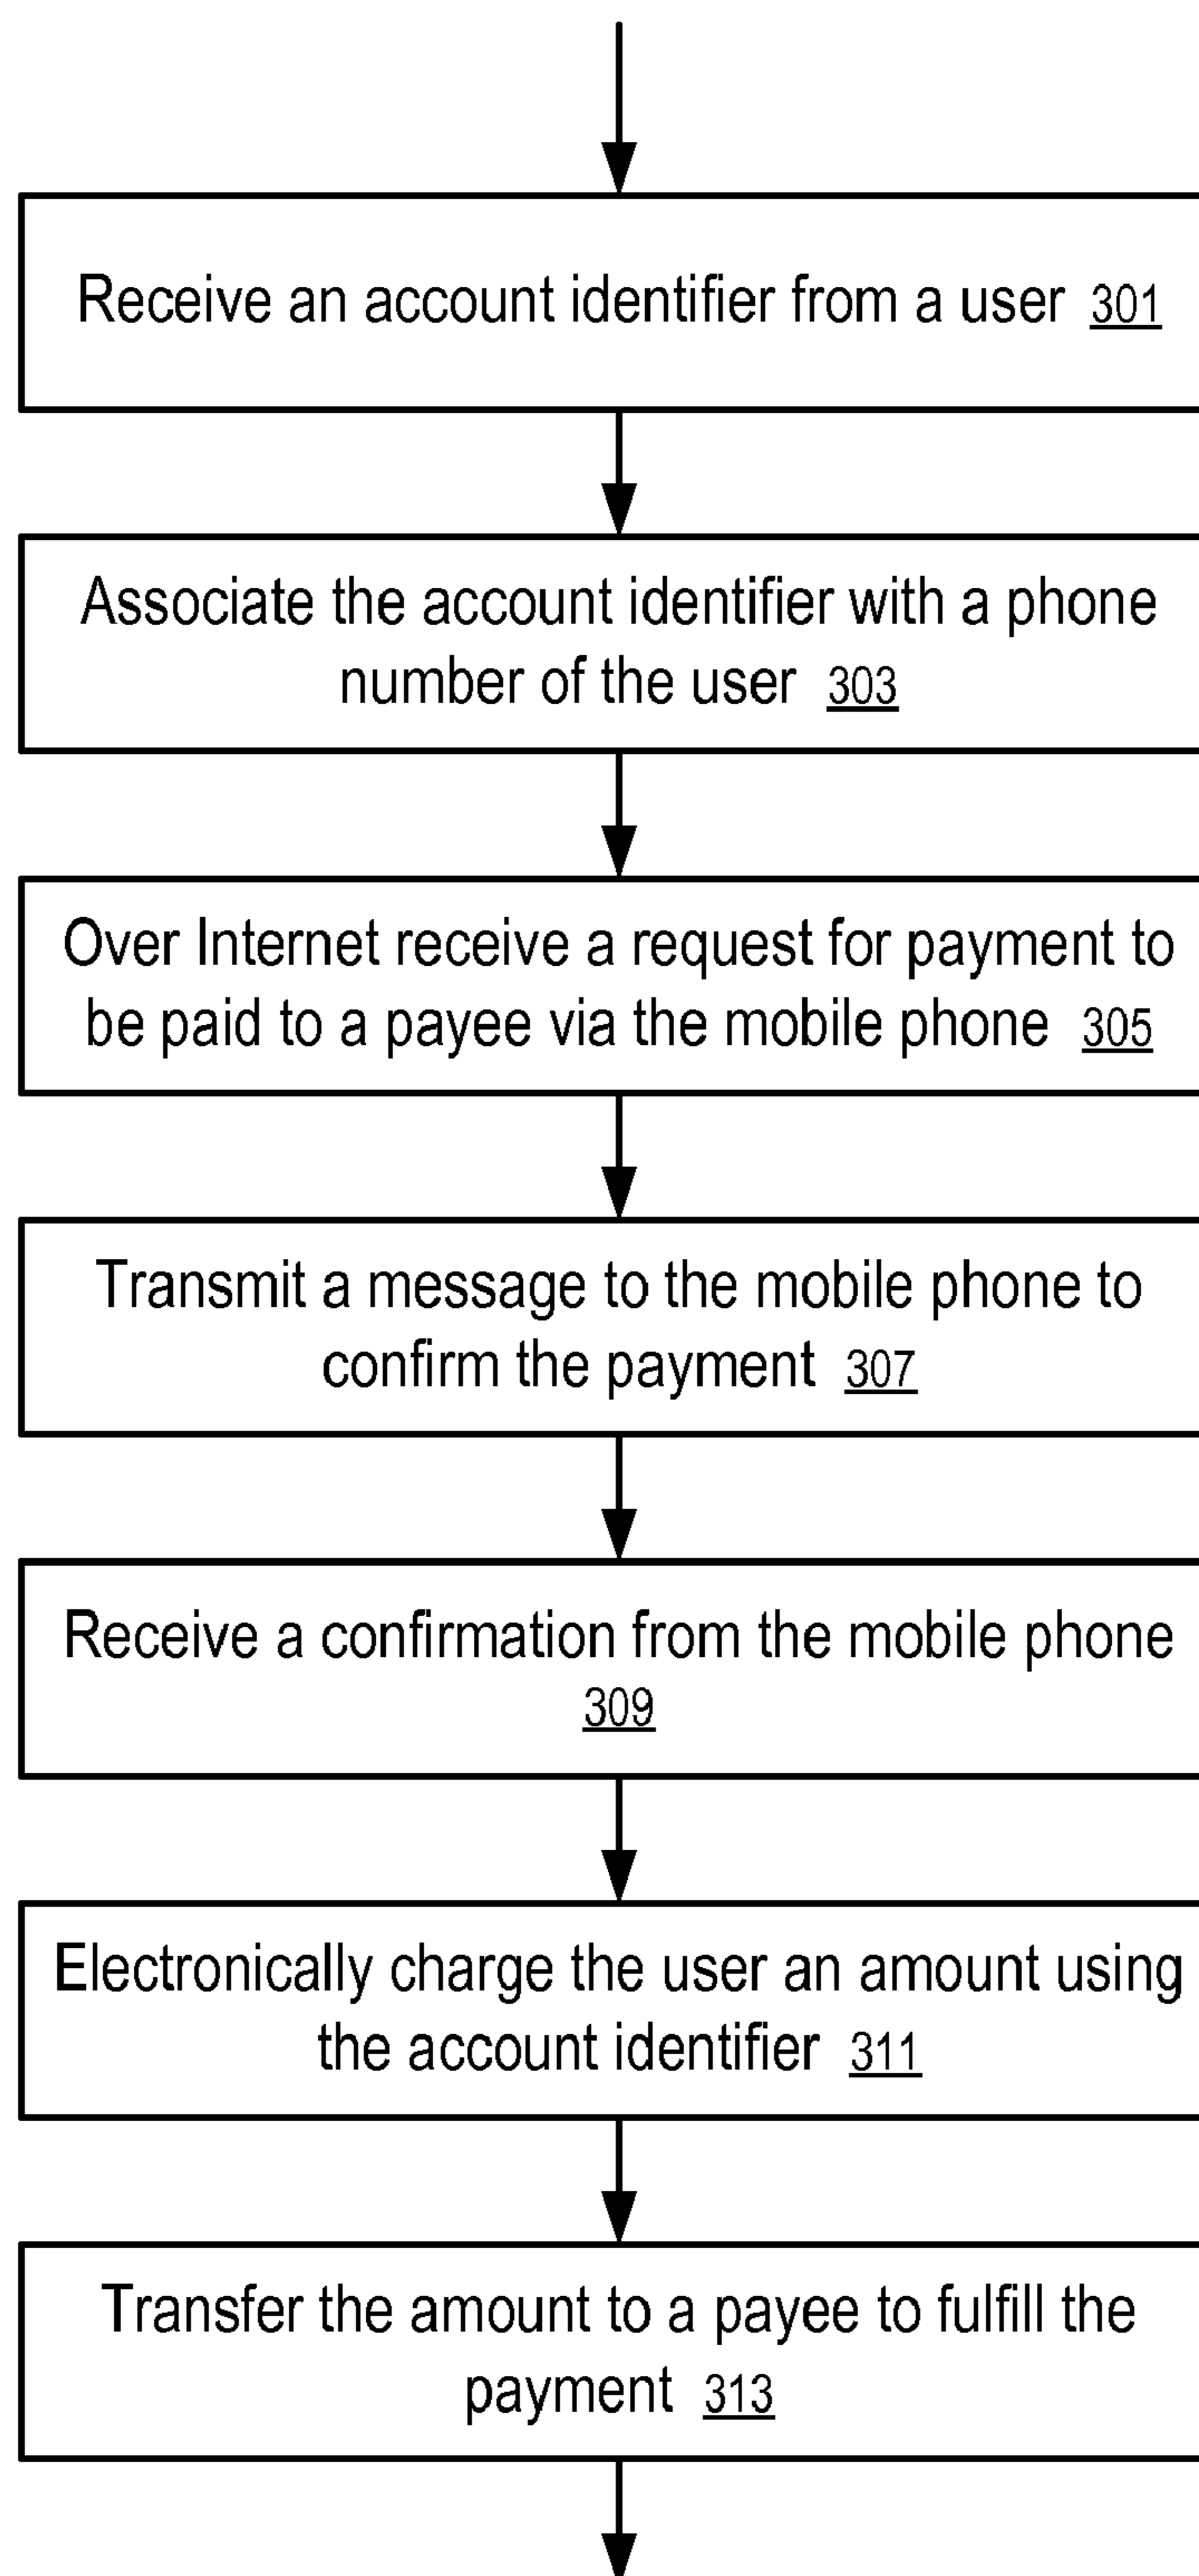 Receive an account identifier from a user 301
Associate the account identifier with a phone
number of the user 303
Over Internet receive a request for payment to
be paid to a payee via the mobile phone 305
Transmit a message to the mobile phone to
confirm the payment 307
Receive a confirmation from the mobile phone
309
Electronically charge the user an amount using
the account identifier 311
Transfer the amount to a payee to fulfill the
payment 313